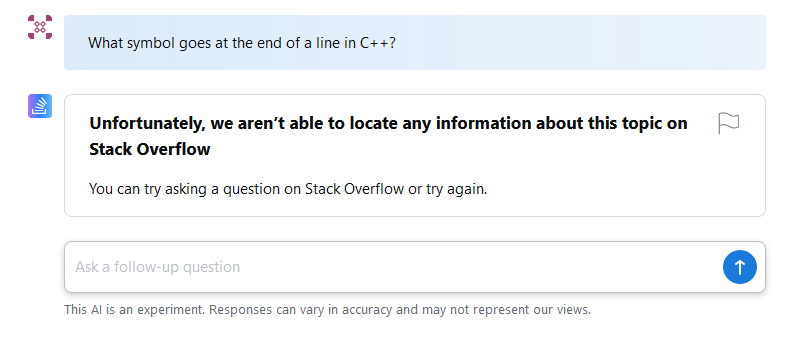 What symbol goes at the end of a line in C++?
Unfortunately, we aren’t able to locate any information about this topic on
Stack Overflow
You can try asking a question on Stack Overflow or try again.
Ask a follow-up question
This AI is an experiment. Responses can vary in accuracy and may not represent our views.